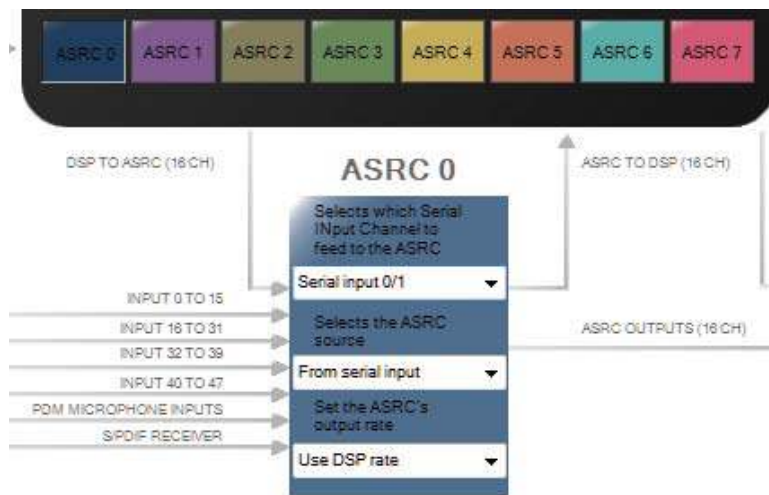 ASRC 0 ASRC 1 ASRC 2 ASRC 3 ASRC 4 ASRC 5 ASRC 6 ASRC 7
DSP TO ASRC (16 CH)
ASRC 0
ASRC TO DSP (16 CH)
Selects which Serial
INput Channel to
feed to the ASRC
Serial input 0/1
INPUT 0 TO 15
INPUT 16 TO 31
INPUT 32 TO 39
INPUT 40 TO 47
PDM MICROPHONE INPUTS
S/PDIF RECEIVER
Selects the ASRC
source
From serial input
Set the ASRC's
output rate
Use DSP rate
ASRC OUTPUTS (16 CH)